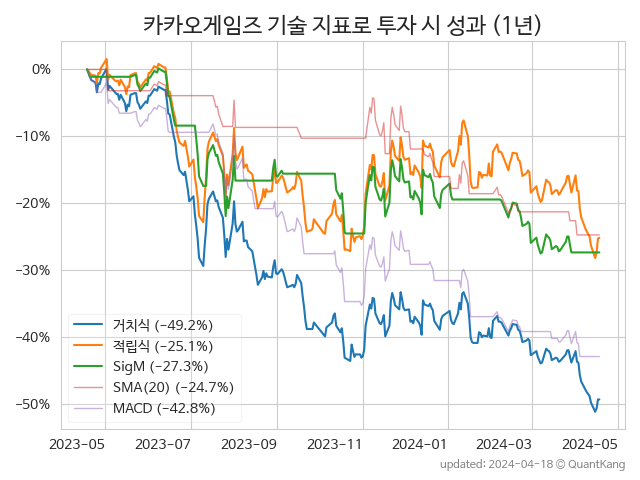 카카오게임즈 기술 지표로 투자 시 성과 (1년)
0%
−10%
−20%
−30%
−40%
−50%
거치식 (−49.2%)
적립식 (−25.1%)
SigM (−27.3%)
SMA(20) (−24.7%)
MACD (−42.8%)
2023−05 2023−07 2023−09 2023−11 2024−01 2024−03 2024−05
updated: 2024−04−18 © QuantKang